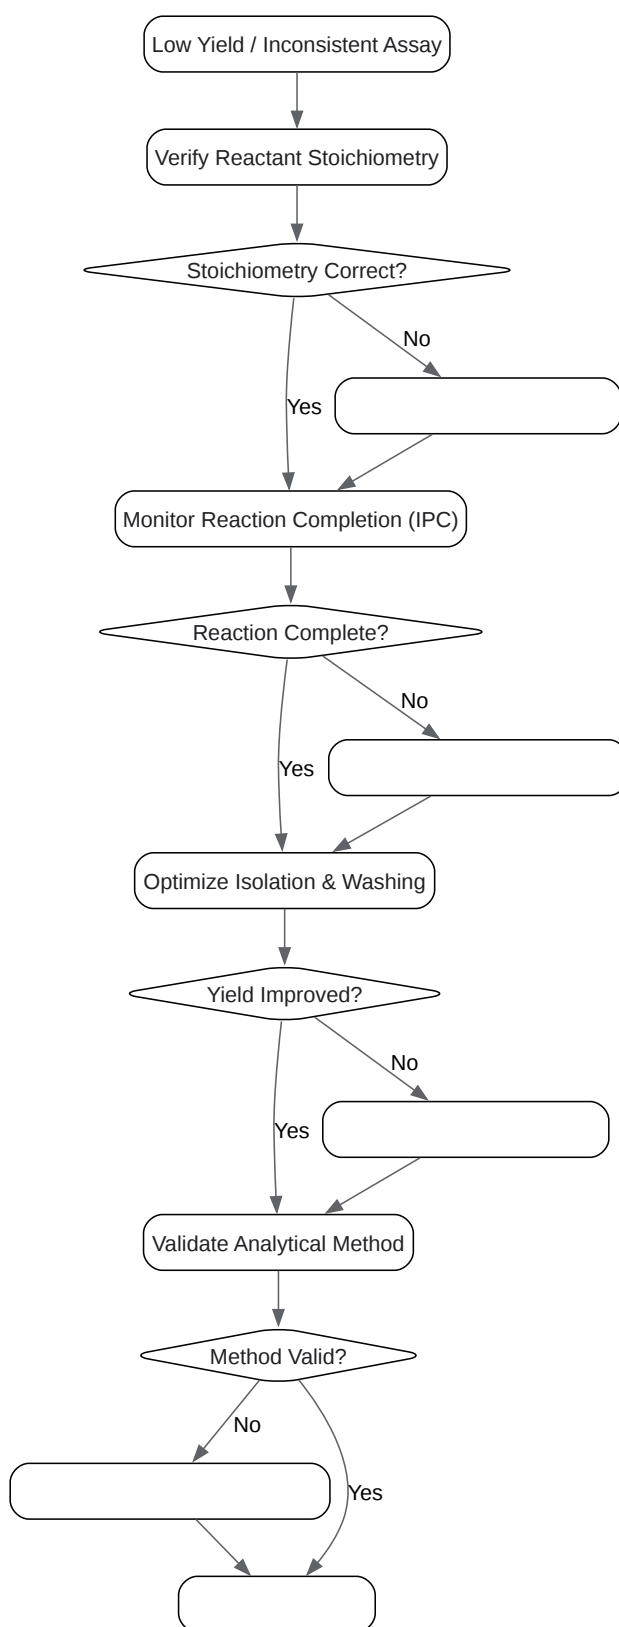 Low Yield / Inconsistent Assay
Verify Reactant Stoichiometry
Stoichiometry Correct?
No
Yes
Monitor Reaction Completion (IPC)
Reaction Complete?
No
Yes
Optimize Isolation & Washing
Yield Improved?
No
Yes
Validate Analytical Method
Method Valid?
No
Yes